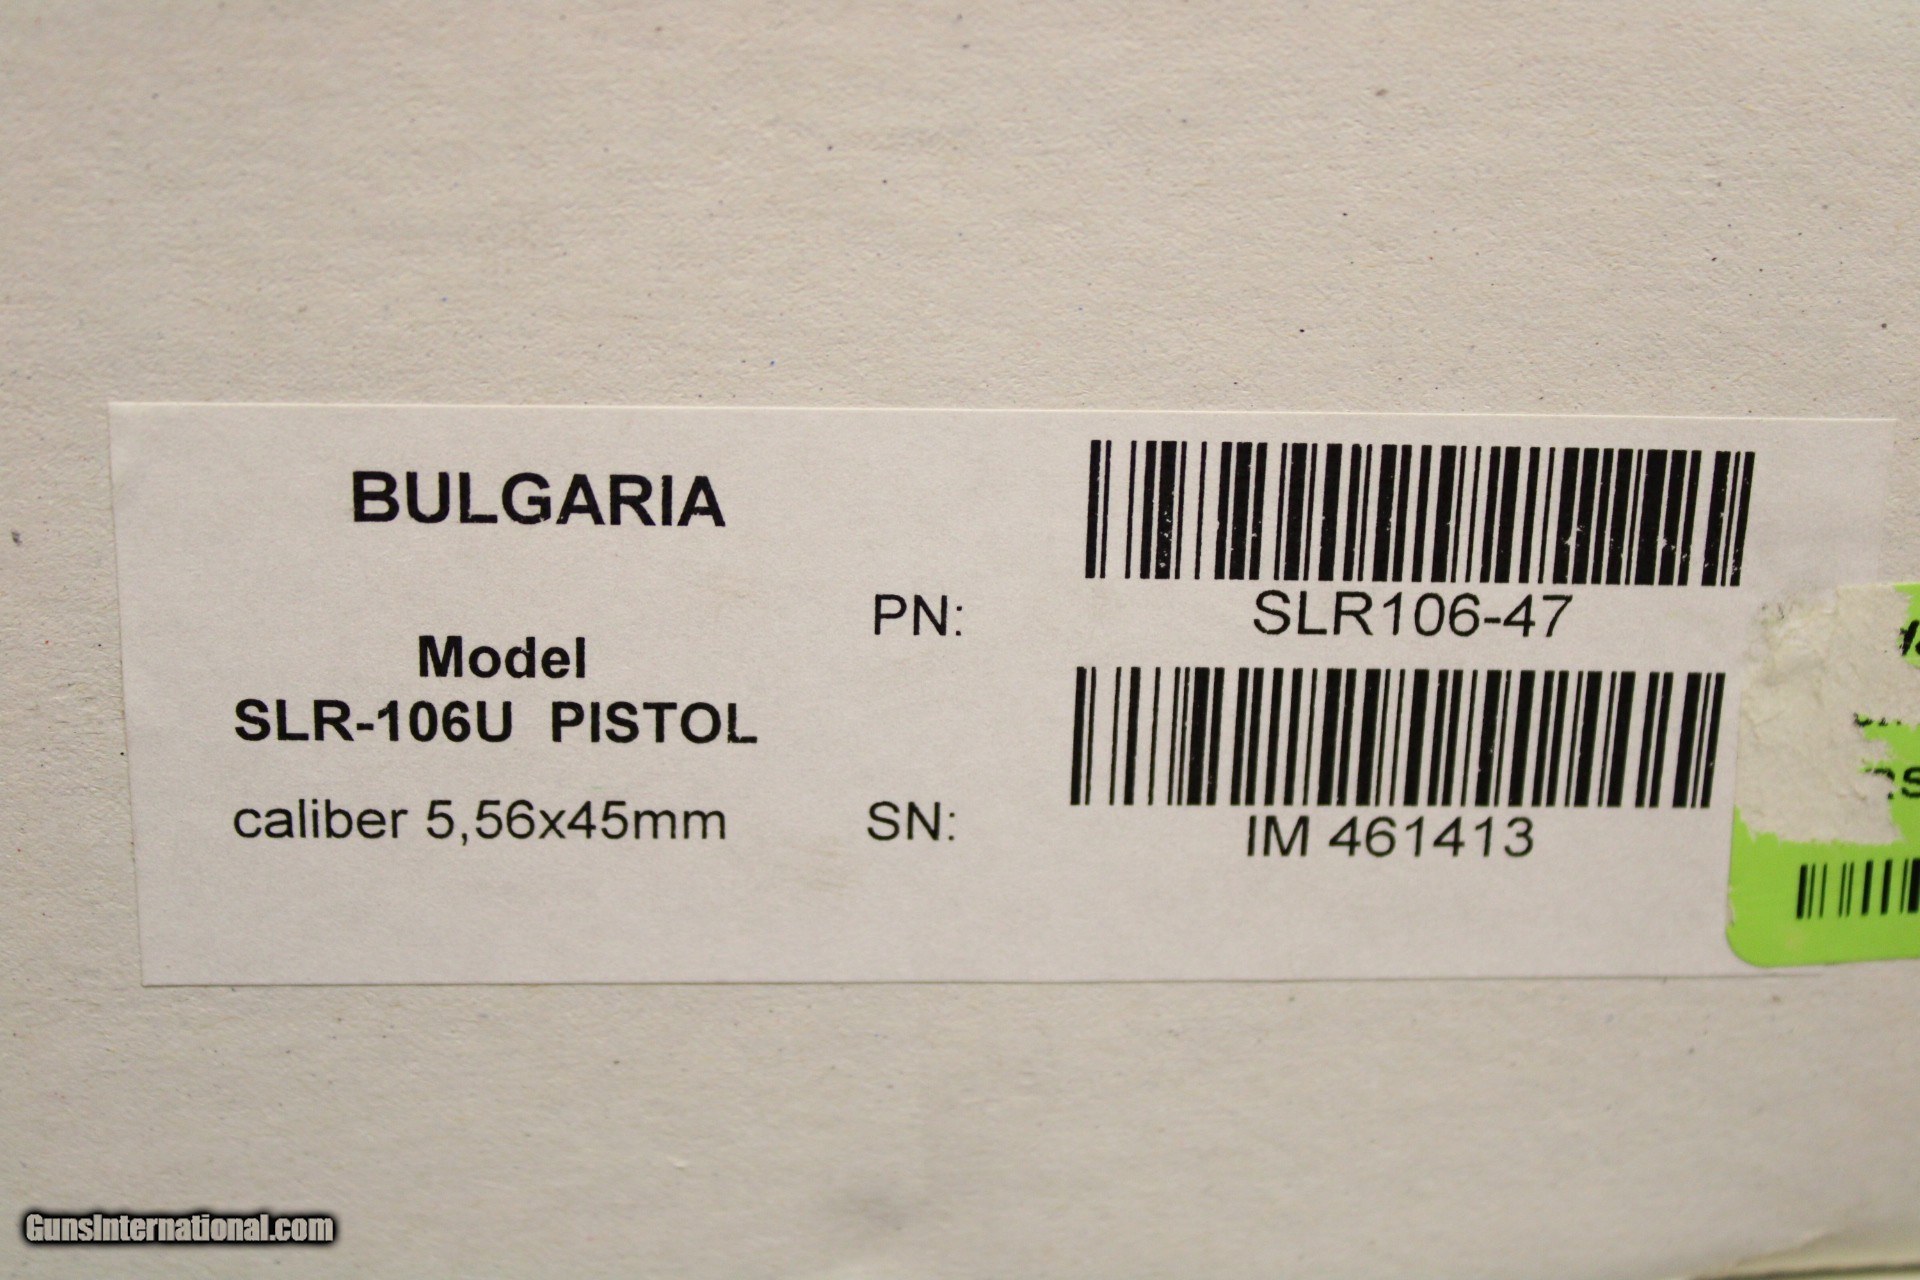 BULGARIA
Model
SLR-106U PISTOL
caliber 5,56x45mm
PN:
SLR106-47
SN:
IM 461413
GunsInternational.com